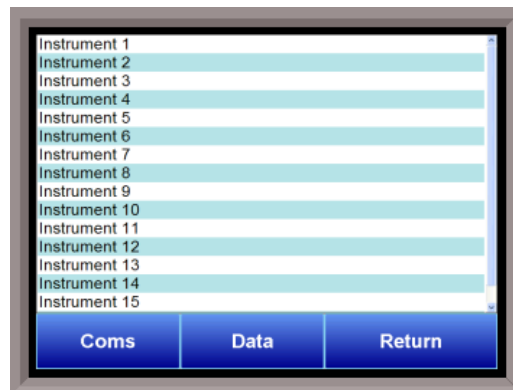 Instrument 1
Instrument 2
Instrument 3
Instrument 4
Instrument 5
Instrument 6
Instrument 7
Instrument 8
Instrument 9
Instrument 10
Instrument 11
Instrument 12
Instrument 13
Instrument 14
Instrument 15
Coms Data Return